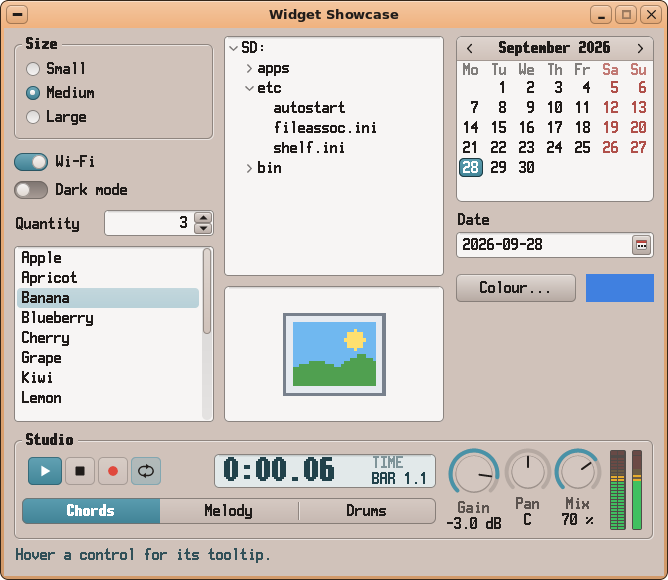 Widget Showcase
Size
Small
Medium
Large
Wi-Fi
Dark mode
Quantity 3
Apple
Apricot
Banana
Blueberry
Cherry
Grape
Kiwi
Lemon
SD:
apps
etc
autostart
fileassoc.ini
shelf.ini
bin
September 2026
Mo Tu We Th Fr Sa Su
1 2 3 4 5 6
7 8 9 10 11 12 13
14 15 16 17 18 19 20
21 22 23 24 25 26 27
28 29 30
Date
2026-09-28
Colour...
Studio
0:00.06
TIME
BAR 1.1
Chords Melody Drums
Gain
-3.0 dB
Pan
C
Mix
70 %
Hover a control for its tooltip.